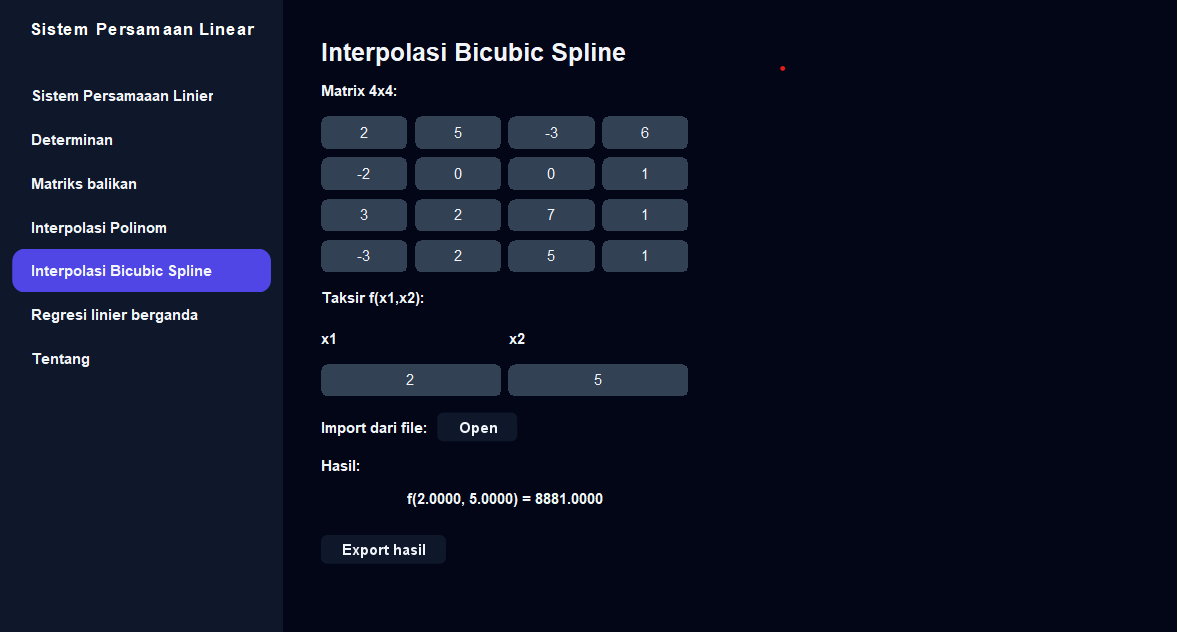 Sistem Persamaan Linear
Sistem Persamaaan Linier
Determinan
Matriks balikan
Interpolasi Polinom
Interpolasi Bicubic Spline
Regresi linier berganda
Tentang
Interpolasi Bicubic Spline
Matrix 4x4:
2 5 -3 6
-2 0 0 1
3 2 7 1
-3 2 5 1
Taksir f(x1,x2):
x1 x2
2 5
Import dari file: Open
Hasil:
f(2.0000, 5.0000) = 8881.0000
Export hasil